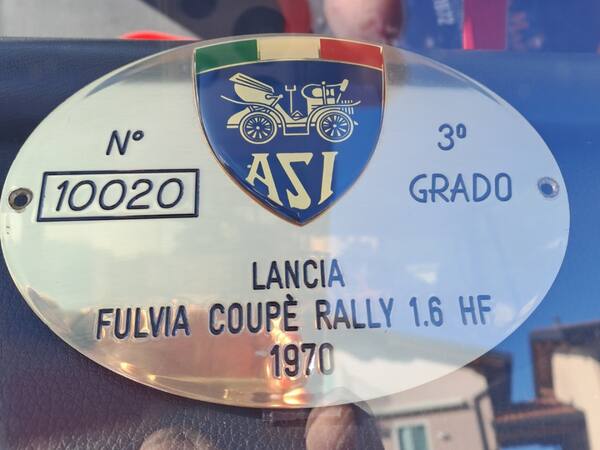 ASI
N° 3°
10020 GRADO
LANCIA
FULVIA COUPÈ RALLY 1.6 HF
1970